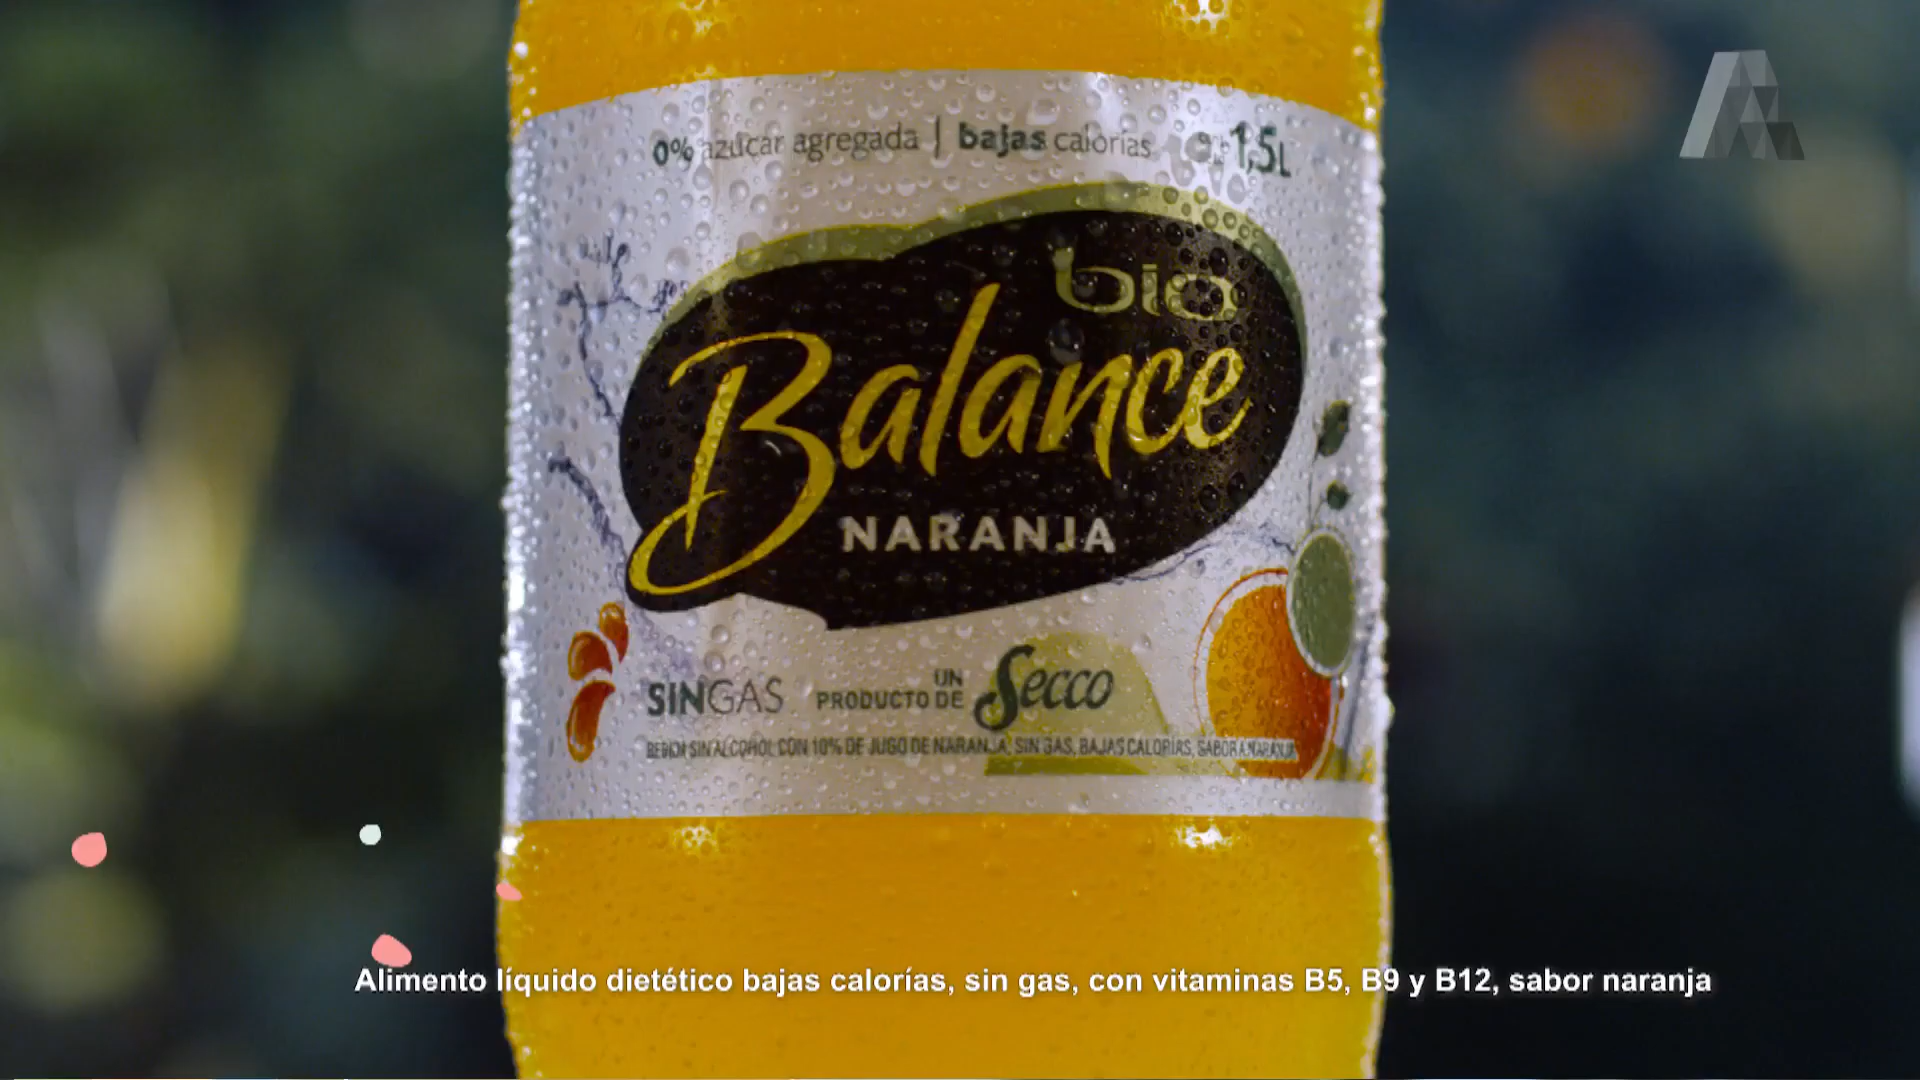 0% azúcar agregada | bajas calorías 1,5L
bio
Balance
NARANJA
SINGAS
UN
PRODUCTO DE
Secco
BEBIDA SIN ALCOHOL CON 10% DE JUGO DE NARANJA, SIN GAS, BAJAS CALORÍAS, SABOR A NARANJA
Alimento líquido dietético bajas calorías, sin gas, con vitaminas B5, B9 y B12, sabor naranja